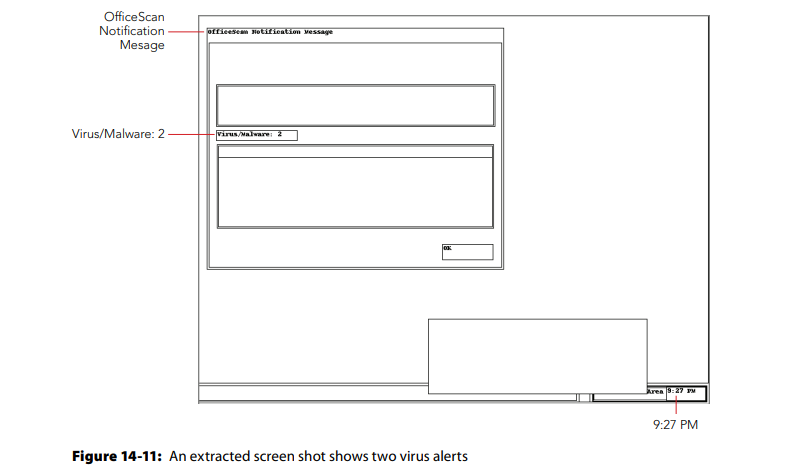 OfficeScan
Notification
Mesage
OfficeScan Notification Message
Virus/Malware: 2
Virus/Malware: 2
OK
Area
9:27 PM
9:27 PM
Figure 14-11: An extracted screen shot shows two virus alerts